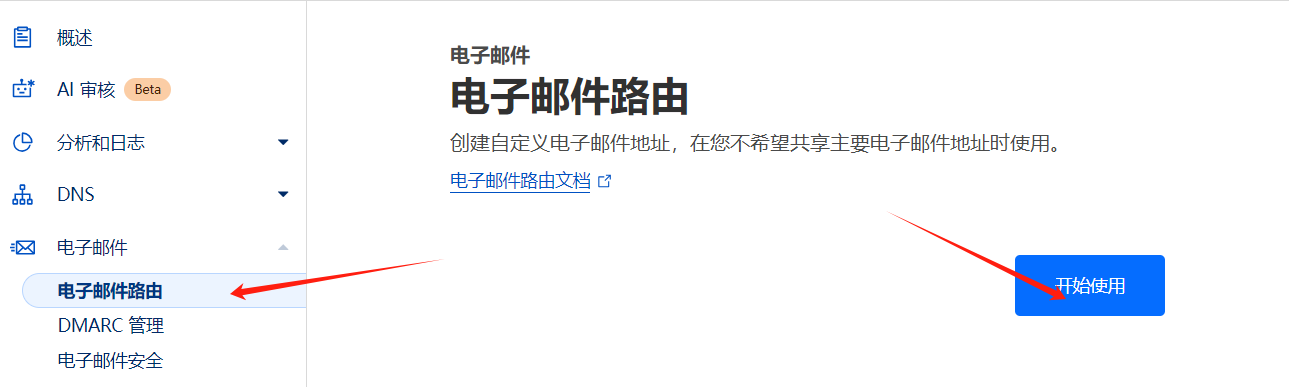 概述
AI 审核 Beta
分析和日志
DNS
电子邮件
电子邮件路由
DMARC 管理
电子邮件安全
电子邮件
电子邮件路由
创建自定义电子邮件地址，在您不希望共享主要电子邮件地址时使用。
电子邮件路由文档
开始使用